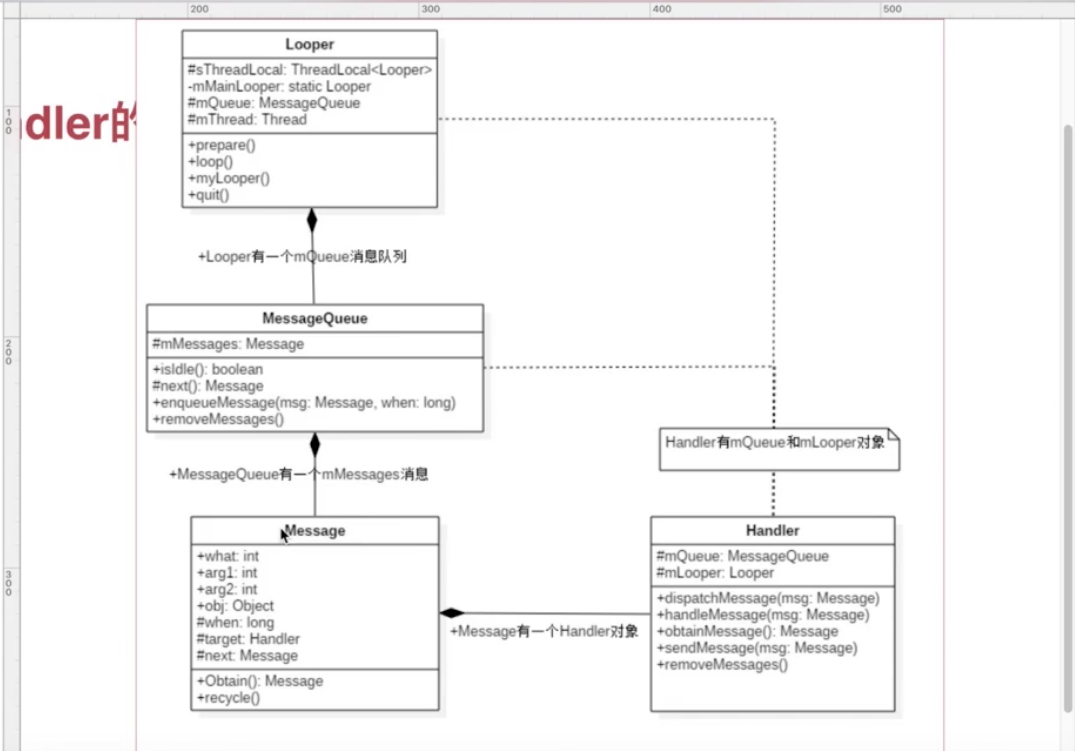 200
300
400
500
100
200
300
dler的
Looper
#sThreadLocal: ThreadLocal<Looper>
-mMainLooper: static Looper
#mQueue: MessageQueue
#mThread: Thread
+prepare()
+loop()
+myLooper()
+quit()
+Looper有一个mQueue消息队列
MessageQueue
#mMessages: Message
+isIdle(): boolean
#next(): Message
+enqueueMessage(msg: Message, when: long)
+removeMessages()
Handler有mQueue和mLooper对象
+MessageQueue有一个mMessages消息
Message
+what: int
+arg1: int
+arg2: int
+obj: Object
#when: long
#target: Handler
#next: Message
+Obtain(): Message
+recycle()
+Message有一个Handler对象
Handler
#mQueue: MessageQueue
#mLooper: Looper
+dispatchMessage(msg: Message)
+handleMessage(msg: Message)
+obtainMessage(): Message
+sendMessage(msg: Message)
+removeMessages()